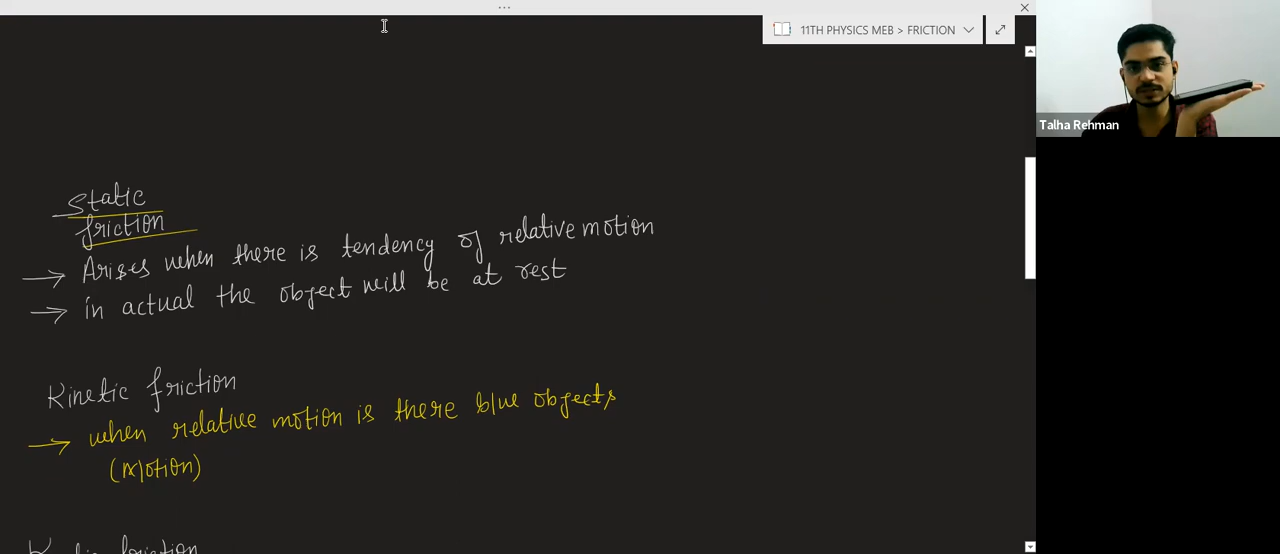 11TH PHYSICS MEB > FRICTION
Talha Rehman
Static
friction
→ Arises when there is tendency of relative motion
→ in actual the object will be at rest
Kinetic friction
→ when relative motion is there b/w objects
(Motion)
friction